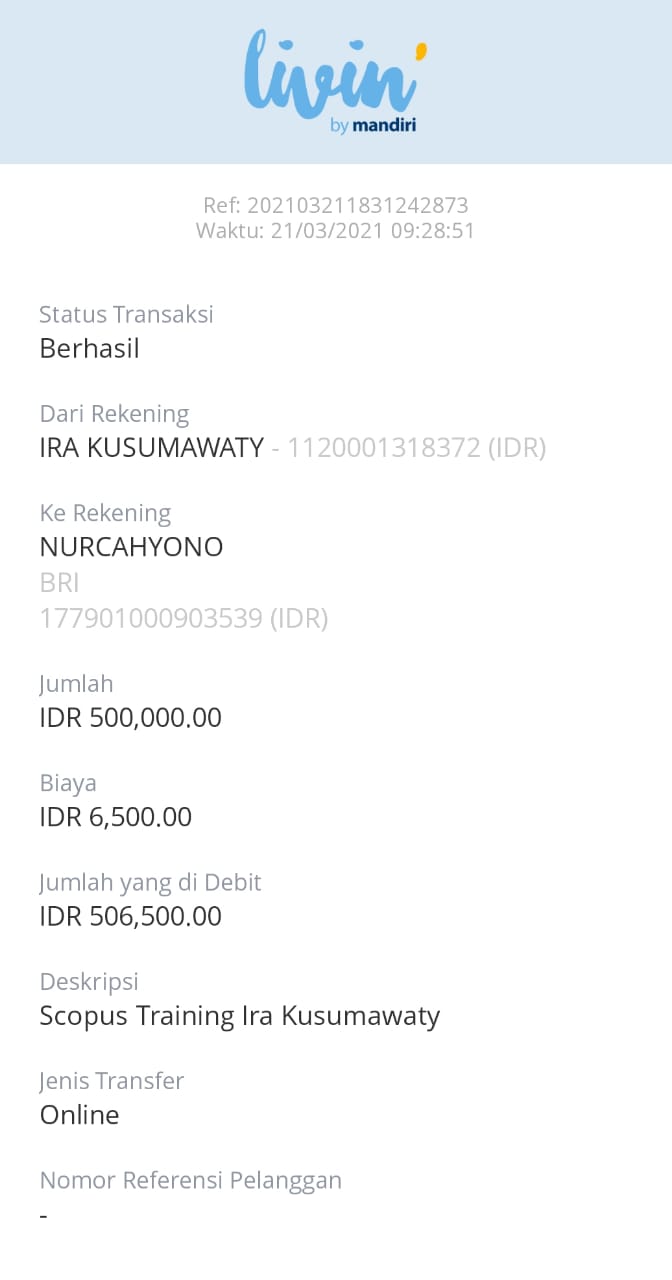 livin'
by mandiri
Ref: 202103211831242873
Waktu: 21/03/2021 09:28:51
Status Transaksi
Berhasil
Dari Rekening
IRA KUSUMAWATY - 1120001318372 (IDR)
Ke Rekening
NURCAHYONO
BRI
177901000903539 (IDR)
Jumlah
IDR 500,000.00
Biaya
IDR 6,500.00
Jumlah yang di Debit
IDR 506,500.00
Deskripsi
Scopus Training Ira Kusumawaty
Jenis Transfer
Online
Nomor Referensi Pelanggan
-